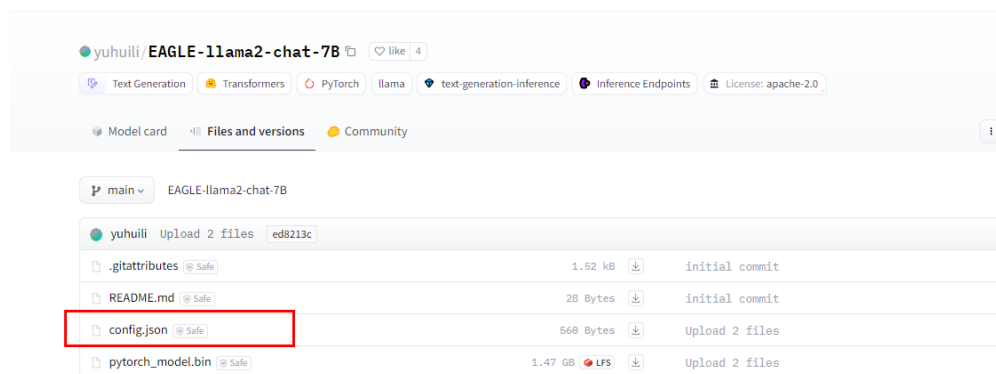 yuhuili/EAGLE-llama2-chat-7B like 4
Text Generation Transformers PyTorch llama text-generation-inference Inference Endpoints License: apache-2.0
Model card Files and versions Community
main EAGLE-llama2-chat-7B
yuhuili Upload 2 files ed8213c
.gitattributes Safe 1.52 kB initial commit
README.md Safe 28 Bytes initial commit
config.json Safe 560 Bytes Upload 2 files
pytorch_model.bin Safe 1.47 GB LFS Upload 2 files